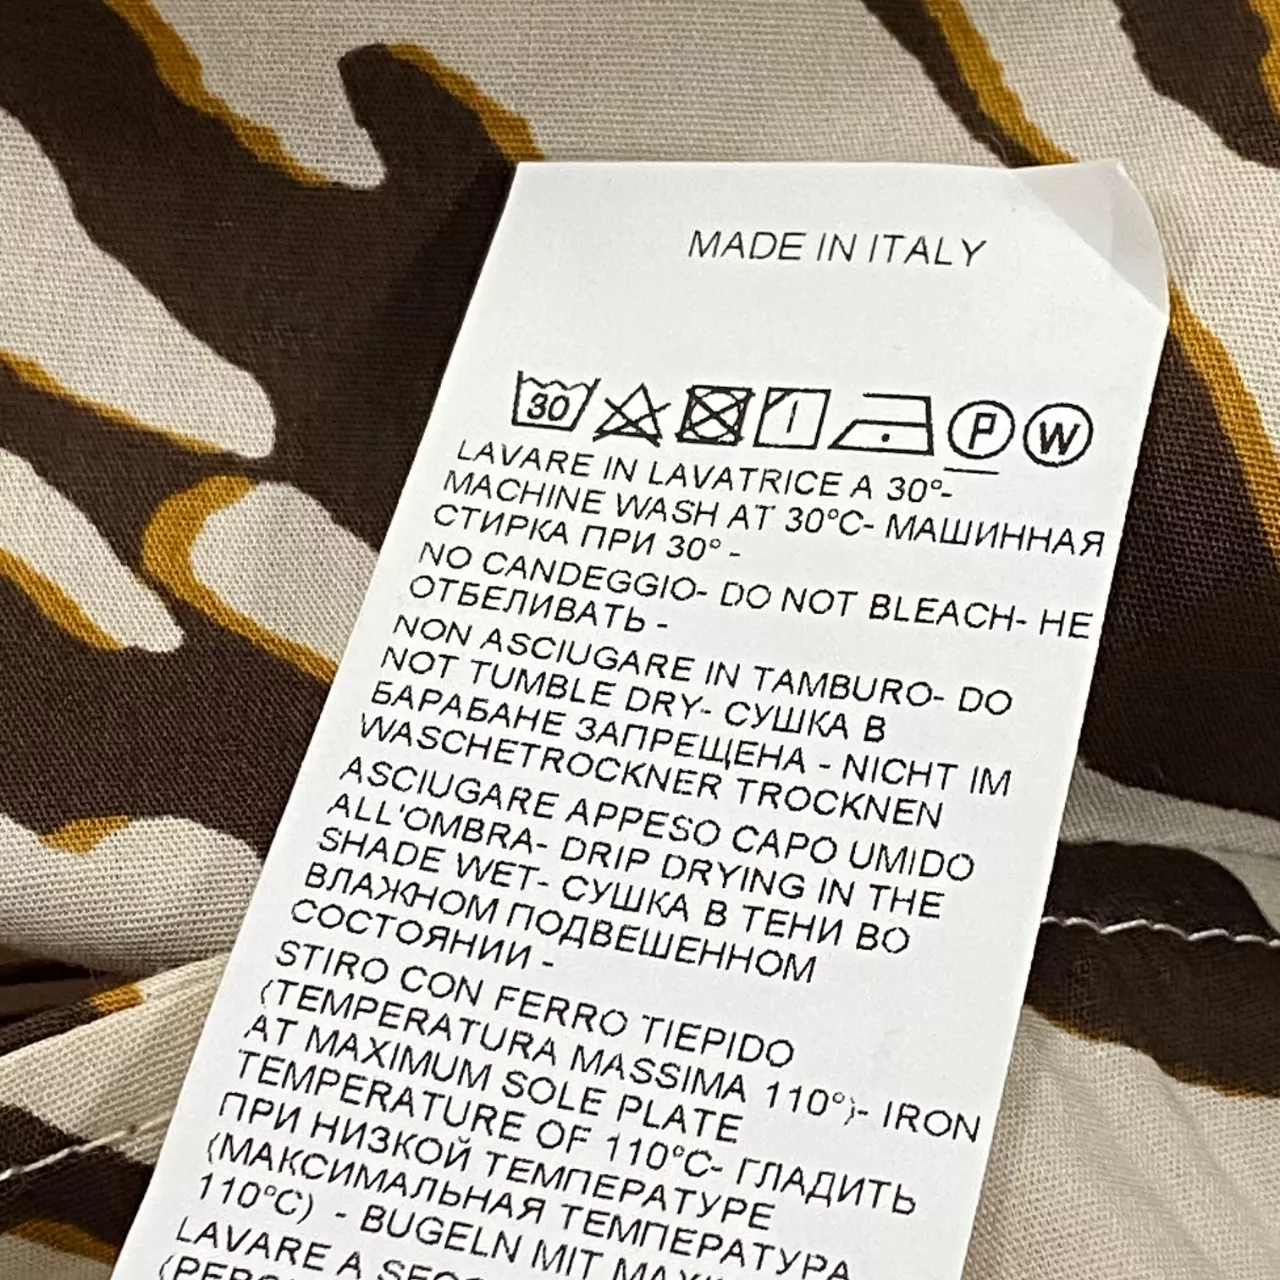 MADE IN ITALY
30 P W
LAVARE IN LAVATRICE A 30°-
MACHINE WASH AT 30°C- МАШИННАЯ
СТИРКА ПРИ 30° -
NO CANDEGGIO- DO NOT BLEACH- НЕ
ОТБЕЛИВАТЬ -
NON ASCIUGARE IN TAMBURO- DO
NOT TUMBLE DRY- СУШКА В
БАРАБАНЕ ЗАПРЕЩЕНА - NICHT IM
WASCHETROCKNER TROCKNEN
ASCIUGARE APPESO CAPO UMIDO
ALL'OMBRA- DRIP DRYING IN THE
SHADE WET- СУШКА В ТЕНИ ВО
ВЛАЖНОМ ПОДВЕШЕННОМ
СОСТОЯНИИ -
STIRO CON FERRO TIEPIDO
(TEMPERATURA MASSIMA 110°)- IRON
AT MAXIMUM SOLE PLATE
TEMPERATURE OF 110°C- ГЛАДИТЬ
ПРИ НИЗКОЙ ТЕМПЕРАТУРЕ
(МАКСИМАЛЬНАЯ ТЕМПЕРАТУРА
110°C) - BUGELN MIT
LAVARE A